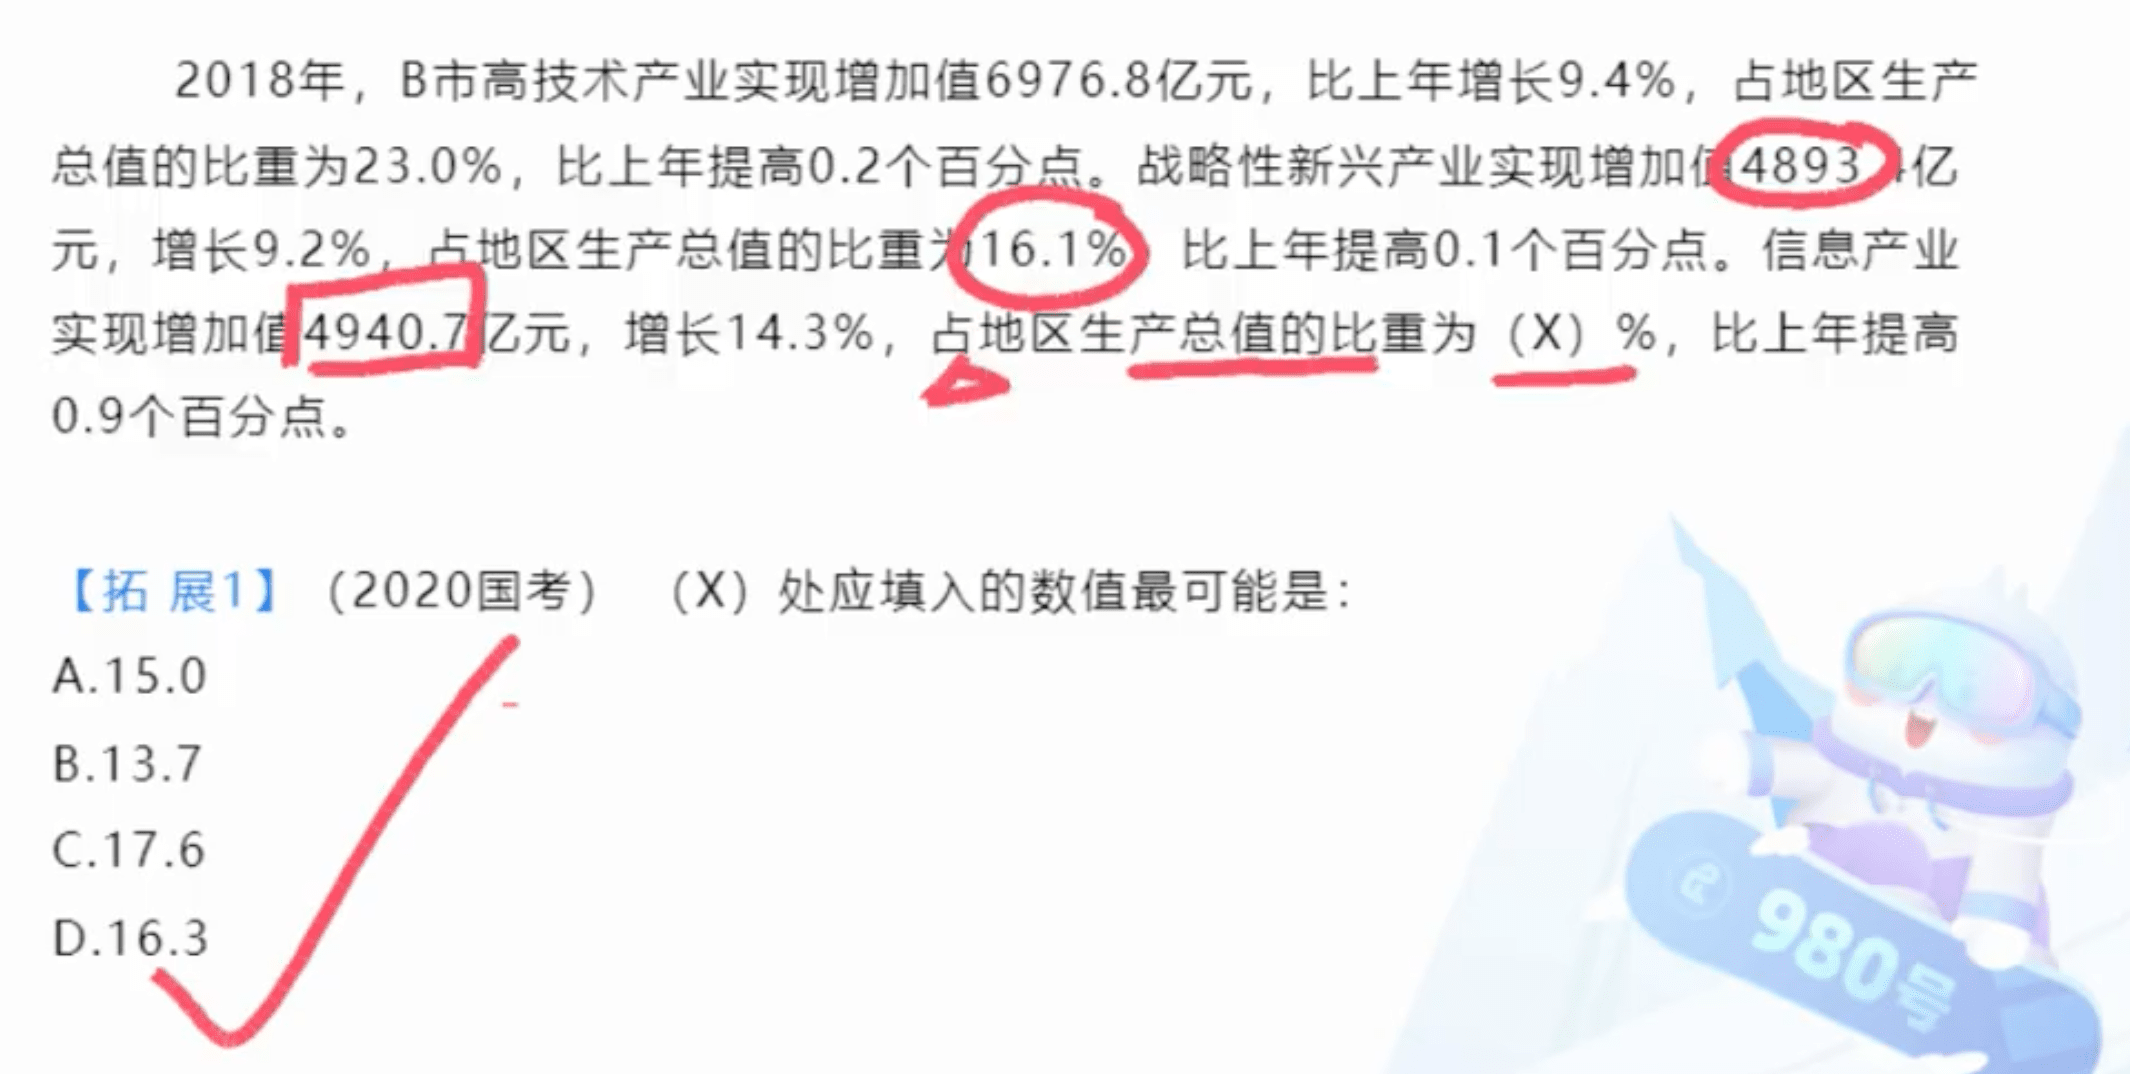 2018年，B市高技术产业实现增加值6976.8亿元，比上年增长9.4%，占地区生产
总值的比重为23.0%，比上年提高0.2个百分点。战略性新兴产业实现增加值4893 亿
元，增长9.2%，占地区生产总值的比重为16.1% 比上年提高0.1个百分点。信息产业
实现增加值4940.7亿元，增长14.3%，占地区生产总值的比重为（X）%，比上年提高
0.9个百分点。
【拓 展1】（2020国考）（X）处应填入的数值最可能是：
A.15.0
B.13.7
C.17.6
D.16.3
980号